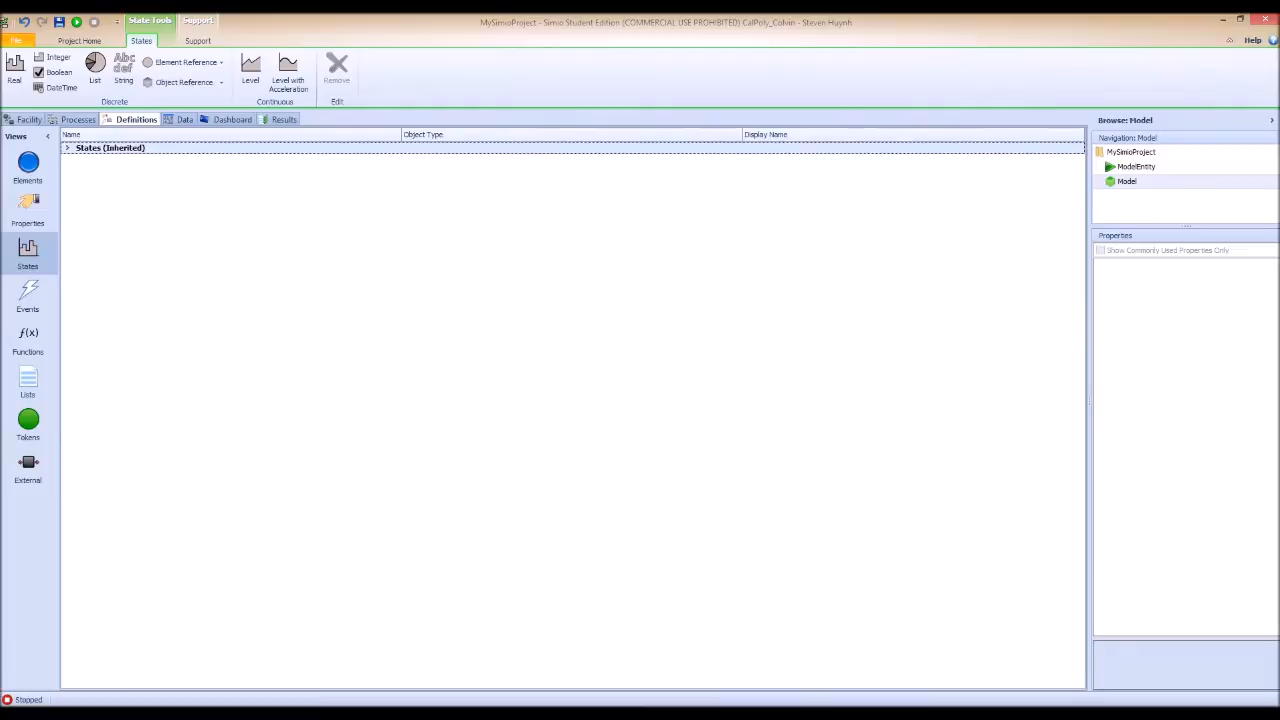 State Tools Support MySimioProject - Simio Student Edition (COMMERCIAL USE PROHIBITED) CalPoly_Colvin - Steven Huynh
File Project Home States Support Help
Real Integer Boolean DateTime List String Element Reference Object Reference Level Level with Acceleration Remove
Discrete Continuous Edit
Facility Processes Definitions Data Dashboard Results
Views
Elements
Properties
States
Events
f(x)
Functions
Lists
Tokens
External
Name Object Type Display Name
States (Inherited)
Browse: Model
Navigation: Model
MySimioProject
ModelEntity
Model
Properties
Show Commonly Used Properties Only
Stopped